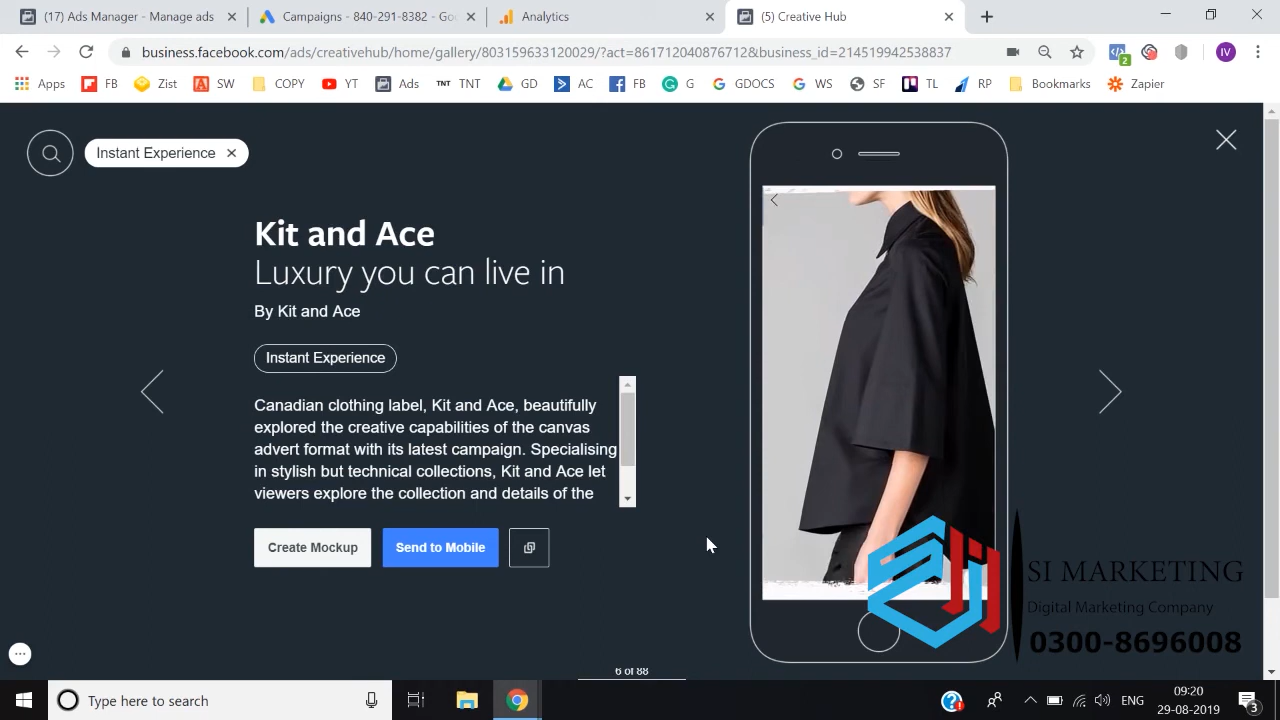 (17) Ads Manager - Manage ads
Campaigns - 840-291-8382 - Goo
Analytics
(5) Creative Hub
business.facebook.com/ads/creativehub/home/gallery/803159633120029/?act=861712040876712&business_id=214519942538837
IV
2
Apps
FB
Zist
SW
COPY
YT
Ads
TNT TNT
GD
AC
FB
G
GDOCS
WS
SF
TL
RP
Bookmarks
Zapier
Instant Experience
Kit and Ace
Luxury you can live in
By Kit and Ace
Instant Experience
Canadian clothing label, Kit and Ace, beautifully
explored the creative capabilities of the canvas
advert format with its latest campaign. Specialising
in stylish but technical collections, Kit and Ace let
viewers explore the collection and details of the
Create Mockup
Send to Mobile
6 of 88
SI MARKETING
Digital Marketing Company
0300-8696008
Type here to search
ENG
09:20
29-08-2019
3